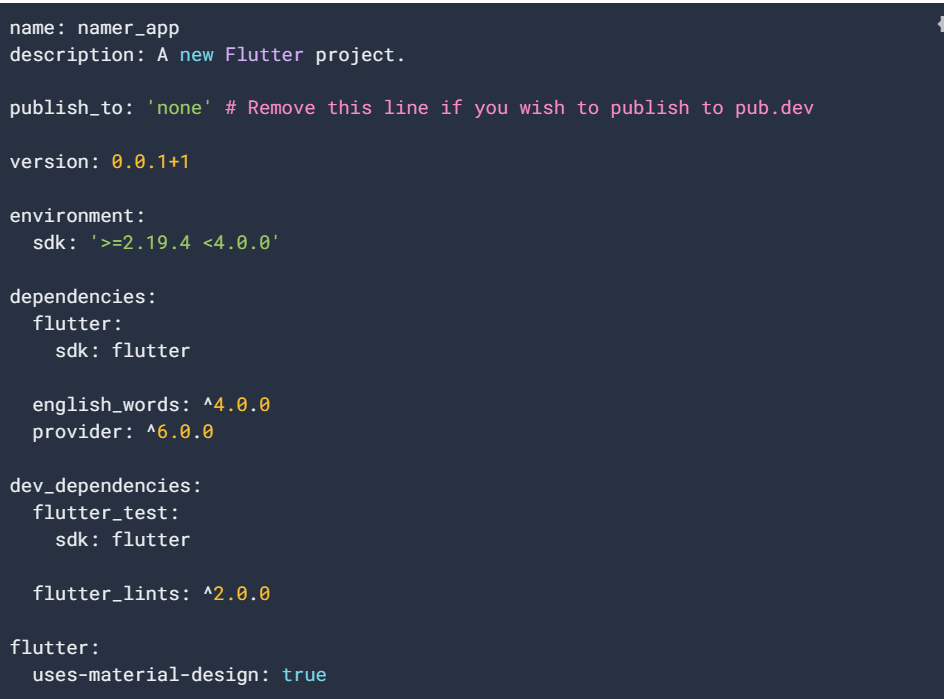 name: namer_app
description: A new Flutter project.
publish_to: 'none' # Remove this line if you wish to publish to pub.dev
version: 0.0.1+1
environment:
  sdk: '>=2.19.4 <4.0.0'
dependencies:
  flutter:
    sdk: flutter
  english_words: ^4.0.0
  provider: ^6.0.0
dev_dependencies:
  flutter_test:
    sdk: flutter
  flutter_lints: ^2.0.0
flutter:
  uses-material-design: true